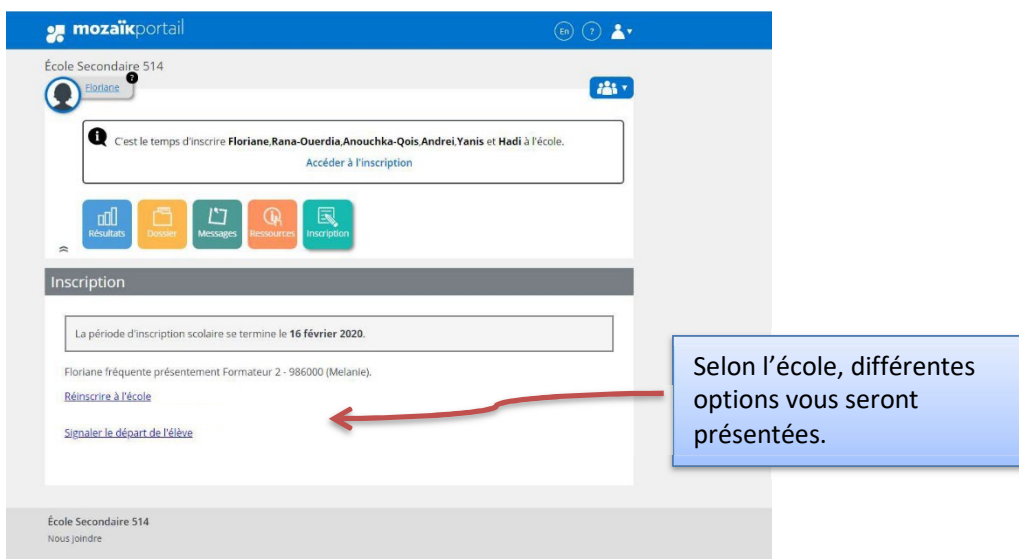 mozaïkportail
En ?
École Secondaire 514
Floriane ?
C'est le temps d'inscrire Floriane,Rana-Ouerdia,Anouchka-Qois,Andrei,Yanis et Hadi à l'école.
Accéder à l'inscription
Résultats Dossier Messages Ressources Inscription
Inscription
La période d'inscription scolaire se termine le 16 février 2020.
Floriane fréquente présentement Formateur 2 - 986000 (Melanie).
Réinscrire à l'école
Signaler le départ de l'élève
Selon l’école, différentes
options vous seront
présentées.
École Secondaire 514
Nous joindre